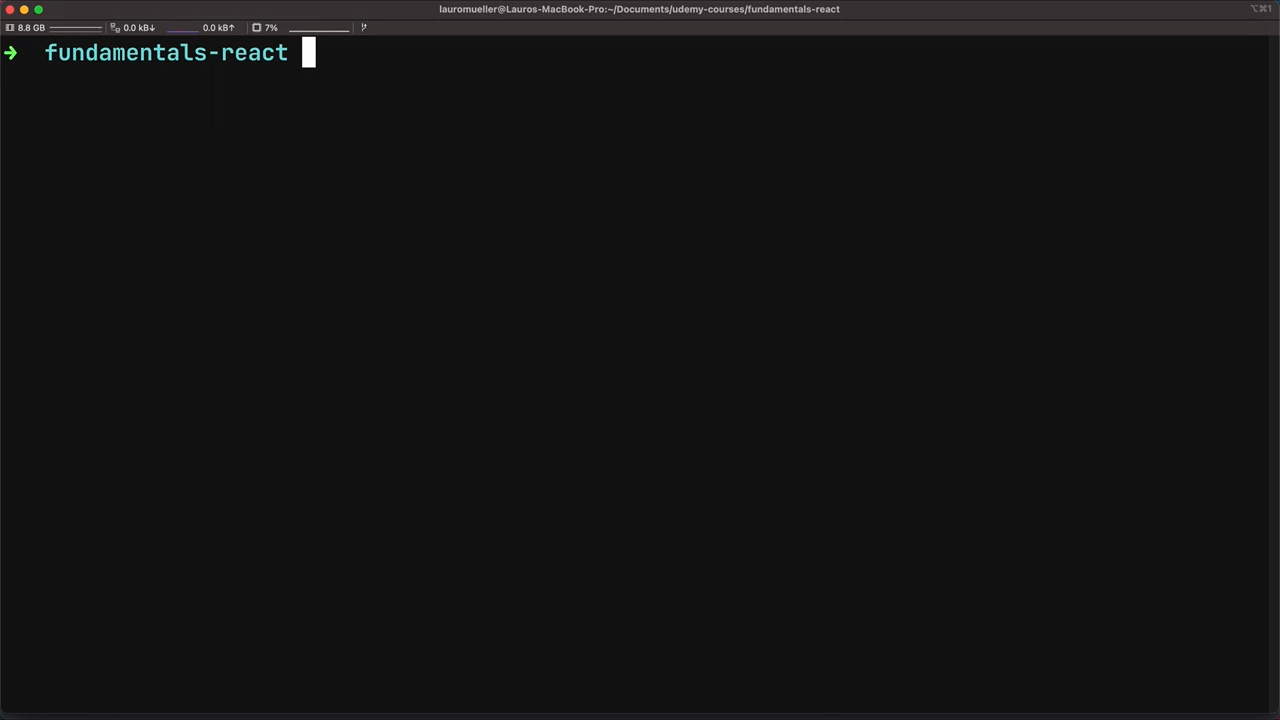 lauromueller@Lauros-MacBook-Pro:~/Documents/udemy-courses/fundamentals-react
⌥⌘1
8.8 GB 0.0 kB↓ 0.0 kB↑ 7%
➜ fundamentals-react